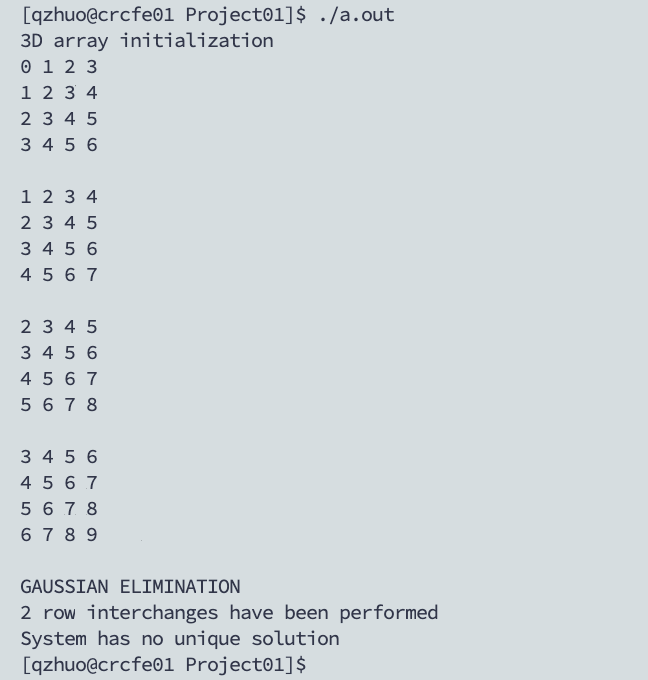 [qzhuo@crcfe01 Project01]$ ./a.out
3D array initialization
0 1 2 3
1 2 3 4
2 3 4 5
3 4 5 6
1 2 3 4
2 3 4 5
3 4 5 6
4 5 6 7
2 3 4 5
3 4 5 6
4 5 6 7
5 6 7 8
3 4 5 6
4 5 6 7
5 6 7 8
6 7 8 9
GAUSSIAN ELIMINATION
2 row interchanges have been performed
System has no unique solution
[qzhuo@crcfe01 Project01]$